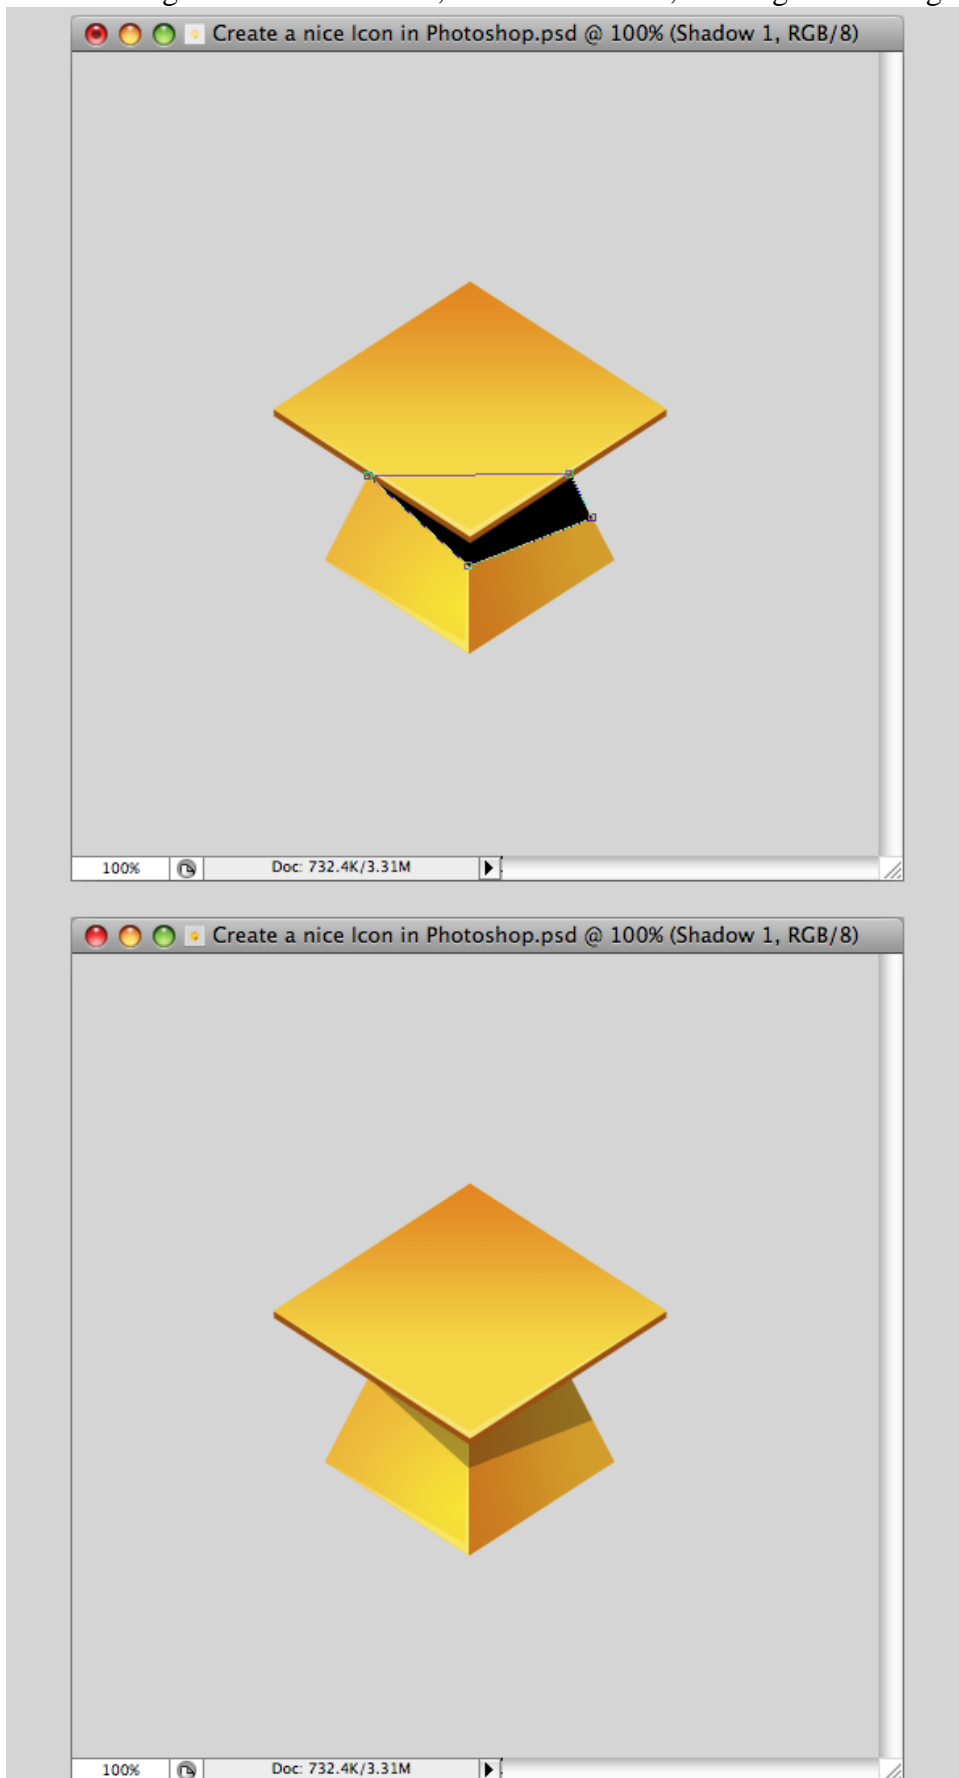 Create a nice Icon in Photoshop.psd @ 100% (Shadow 1, RGB/8)
100% Doc: 732.4K/3.31M
Create a nice Icon in Photoshop.psd @ 100% (Shadow 1, RGB/8)
100% Doc: 732.4K/3.31M